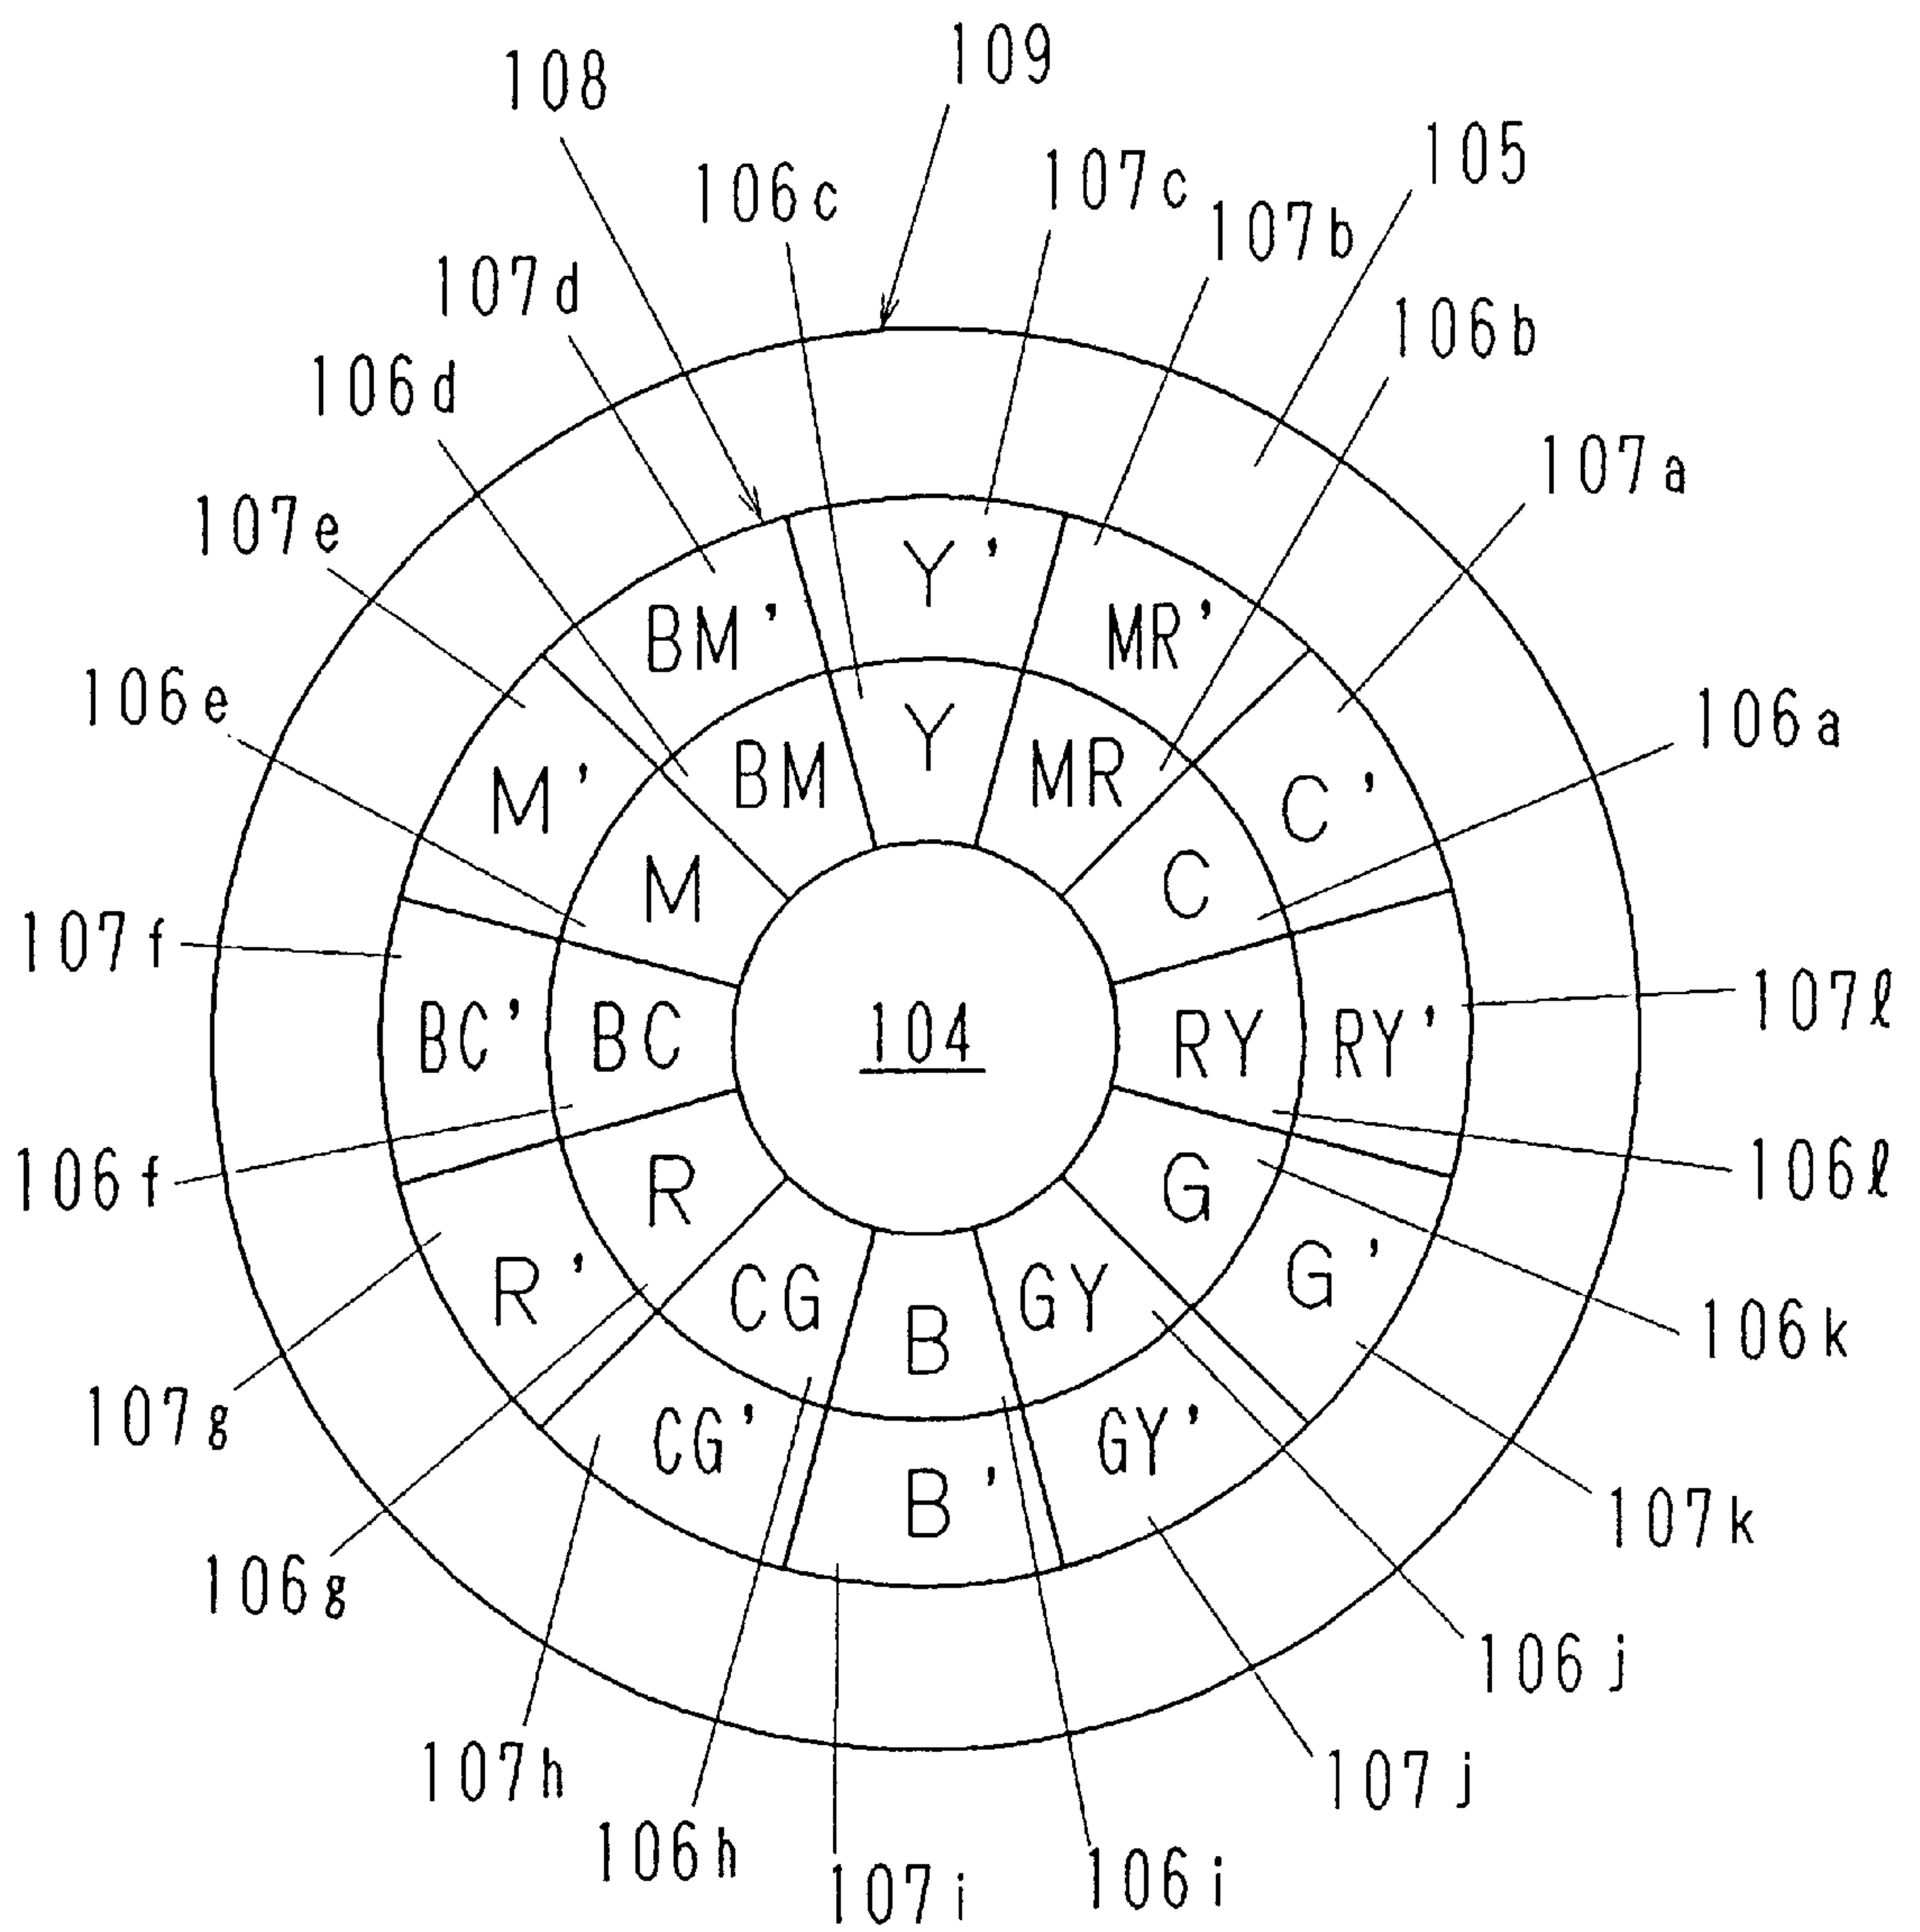 109
108
105
107c
106c
107b
107d
106b
106d
107a
107e
Y'
BM'
MR'
106e
106a
Y
BM
MR
M'
C'
M
C
107f
107ℓ
BC'
BC
104
RY
RY'
106f
106ℓ
R
G
R'
G'
CG
GY
106k
B
107g
CG'
GY'
B'
107k
106g
106j
107h
107j
106h
107i
106i